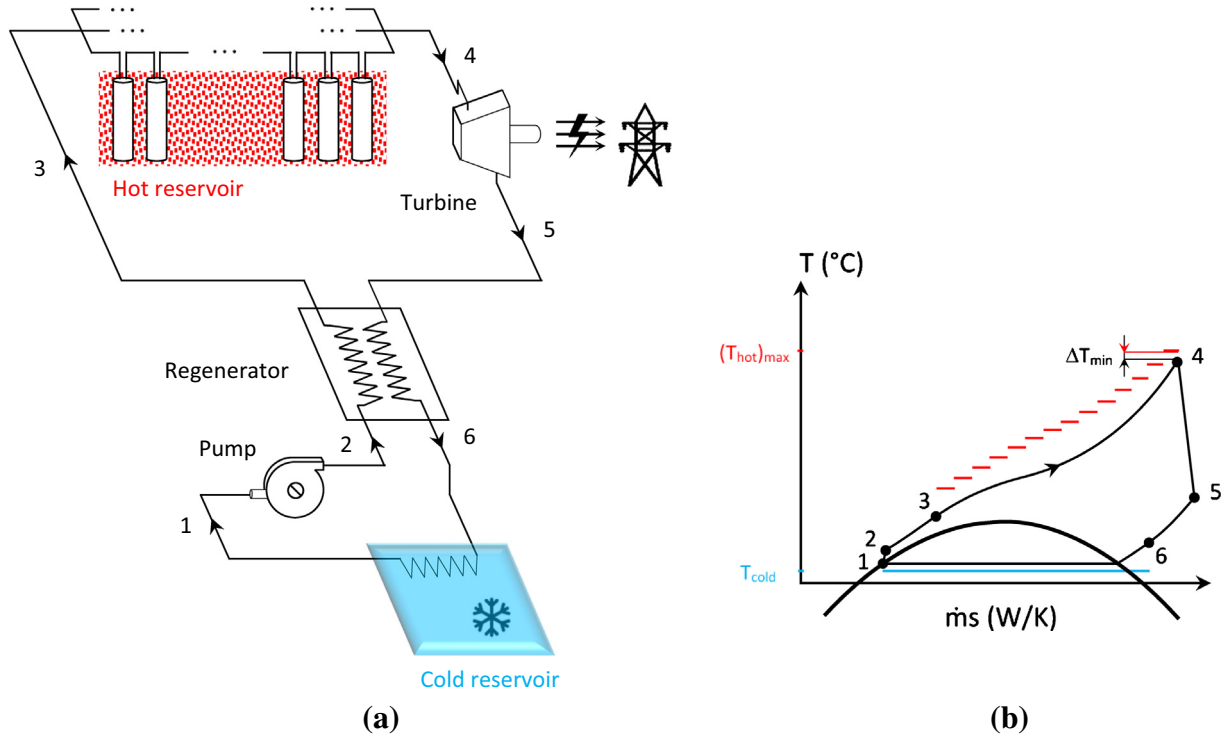 ... ...
... ... ...
4
3
Hot reservoir
Turbine
5
Regenerator
2
6
Pump
1
Cold reservoir
(a)
T (°C)
(T_hot)_max
ΔT_min
4
3
5
2
1
6
T_cold
ṁs (W/K)
(b)